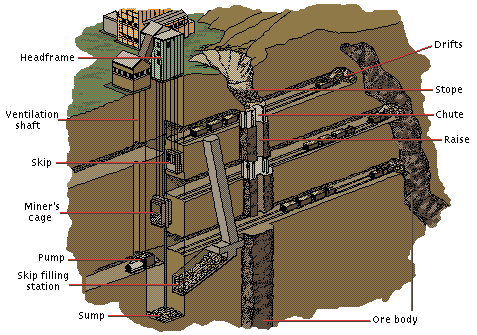 Headframe
Ventilation
shaft
Skip
Miner's
cage
Pump
Skip filling
station
Sump
Drifts
Stope
Chute
Raise
Ore body